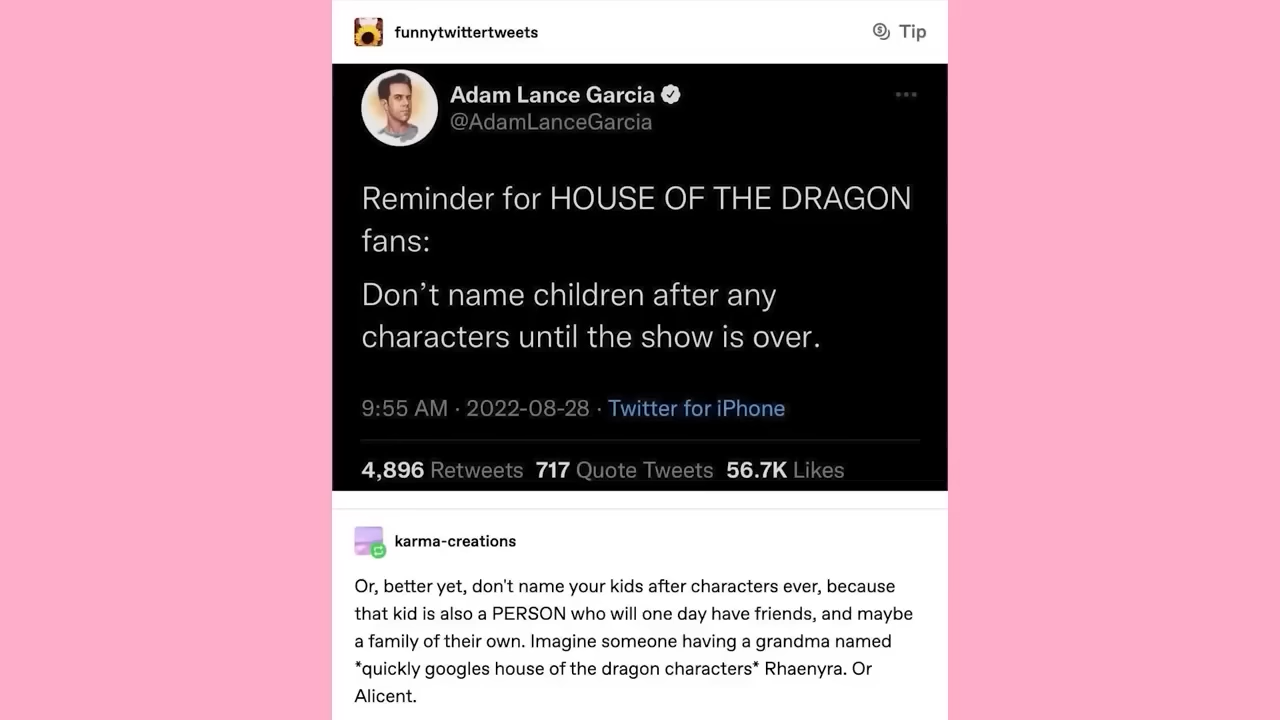 funnytwittertweets
Tip
Adam Lance Garcia
@AdamLanceGarcia
Reminder for HOUSE OF THE DRAGON
fans:
Don’t name children after any
characters until the show is over.
9:55 AM · 2022-08-28 · Twitter for iPhone
4,896 Retweets 717 Quote Tweets 56.7K Likes
karma-creations
Or, better yet, don't name your kids after characters ever, because
that kid is also a PERSON who will one day have friends, and maybe
a family of their own. Imagine someone having a grandma named
*quickly googles house of the dragon characters* Rhaenyra. Or
Alicent.